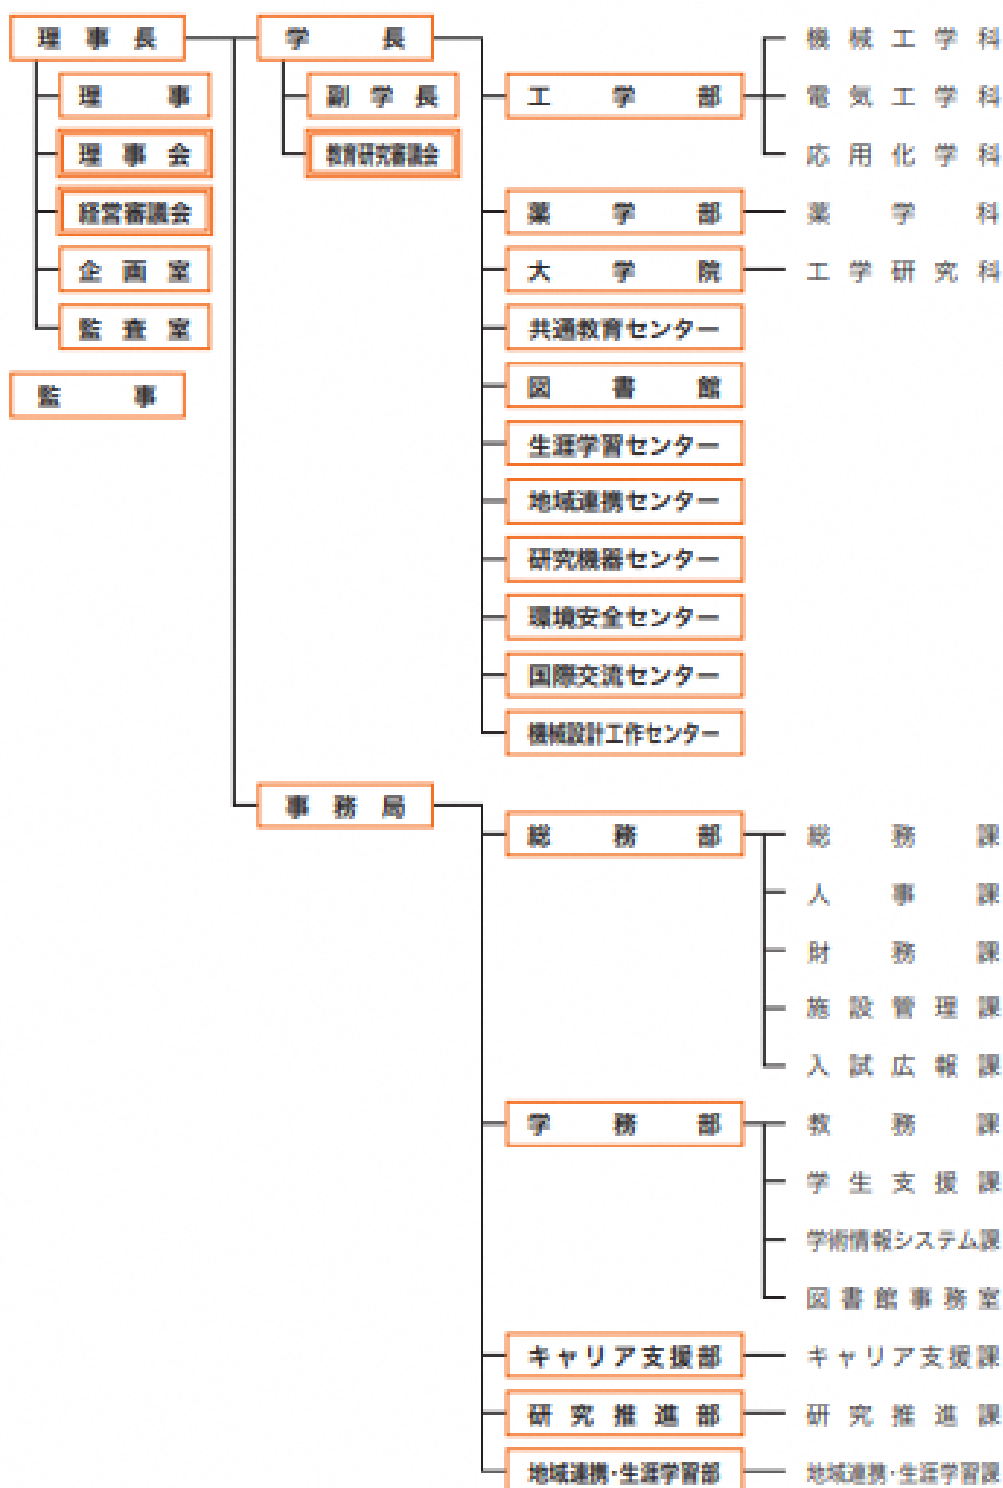 理事長
理事
理事会
経営審議会
企画室
監査室
監事
学長
副学長
教育研究審議会
工学部
機械工学科
電気工学科
応用化学科
薬学部
薬学科
大学院
工学研究科
共通教育センター
図書館
生涯学習センター
地域連携センター
研究機器センター
環境安全センター
国際交流センター
機械設計工作センター
事務局
総務部
総務課
人事課
財務課
施設管理課
入試広報課
学務部
教務課
学生支援課
学術情報システム課
図書館事務室
キャリア支援部
キャリア支援課
研究推進部
研究推進課
地域連携・生涯学習部
地域連携・生涯学習課